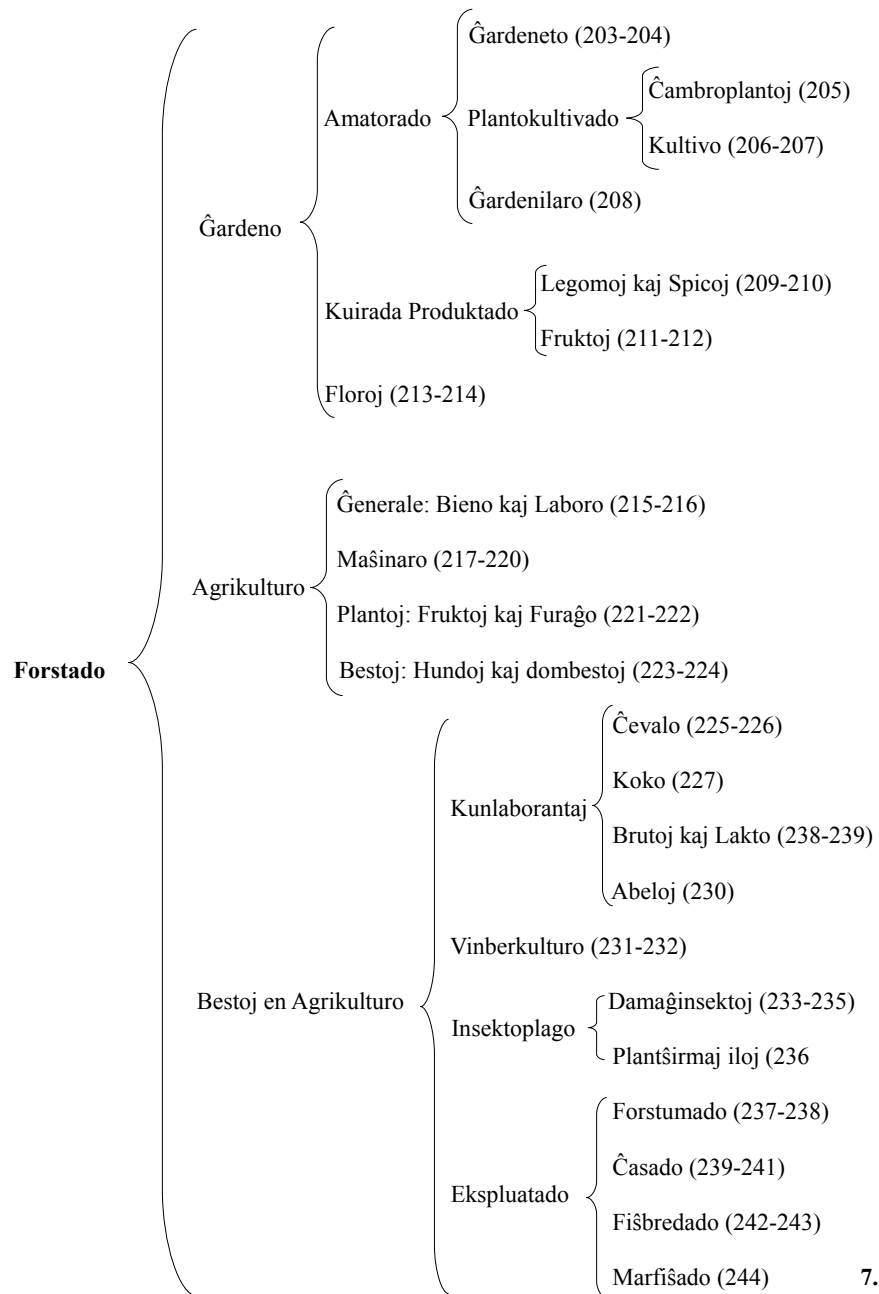 Ĝardeneto (203-204)
Ĉambroplantoj (205)
Amatorado
Plantokultivado
Kultivo (206-207)
Ĝardenilaro (208)
Ĝardeno
Legomoj kaj Spicoj (209-210)
Kuirada Produktado
Fruktoj (211-212)
Floroj (213-214)
Ĝenerale: Bieno kaj Laboro (215-216)
Maŝinaro (217-220)
Agrikulturo
Plantoj: Fruktoj kaj Furaĝo (221-222)
Forstado
Bestoj: Hundoj kaj dombestoj (223-224)
Ĉevalo (225-226)
Koko (227)
Kunlaborantaj
Brutoj kaj Lakto (238-239)
Abeloj (230)
Vinberkulturo (231-232)
Bestoj en Agrikulturo
Damaĝinsektoj (233-235)
Insektoplago
Plantŝirmaj iloj (236
Forstumado (237-238)
Ĉasado (239-241)
Ekspluatado
Fiŝbredado (242-243)
Marfiŝado (244)
7.